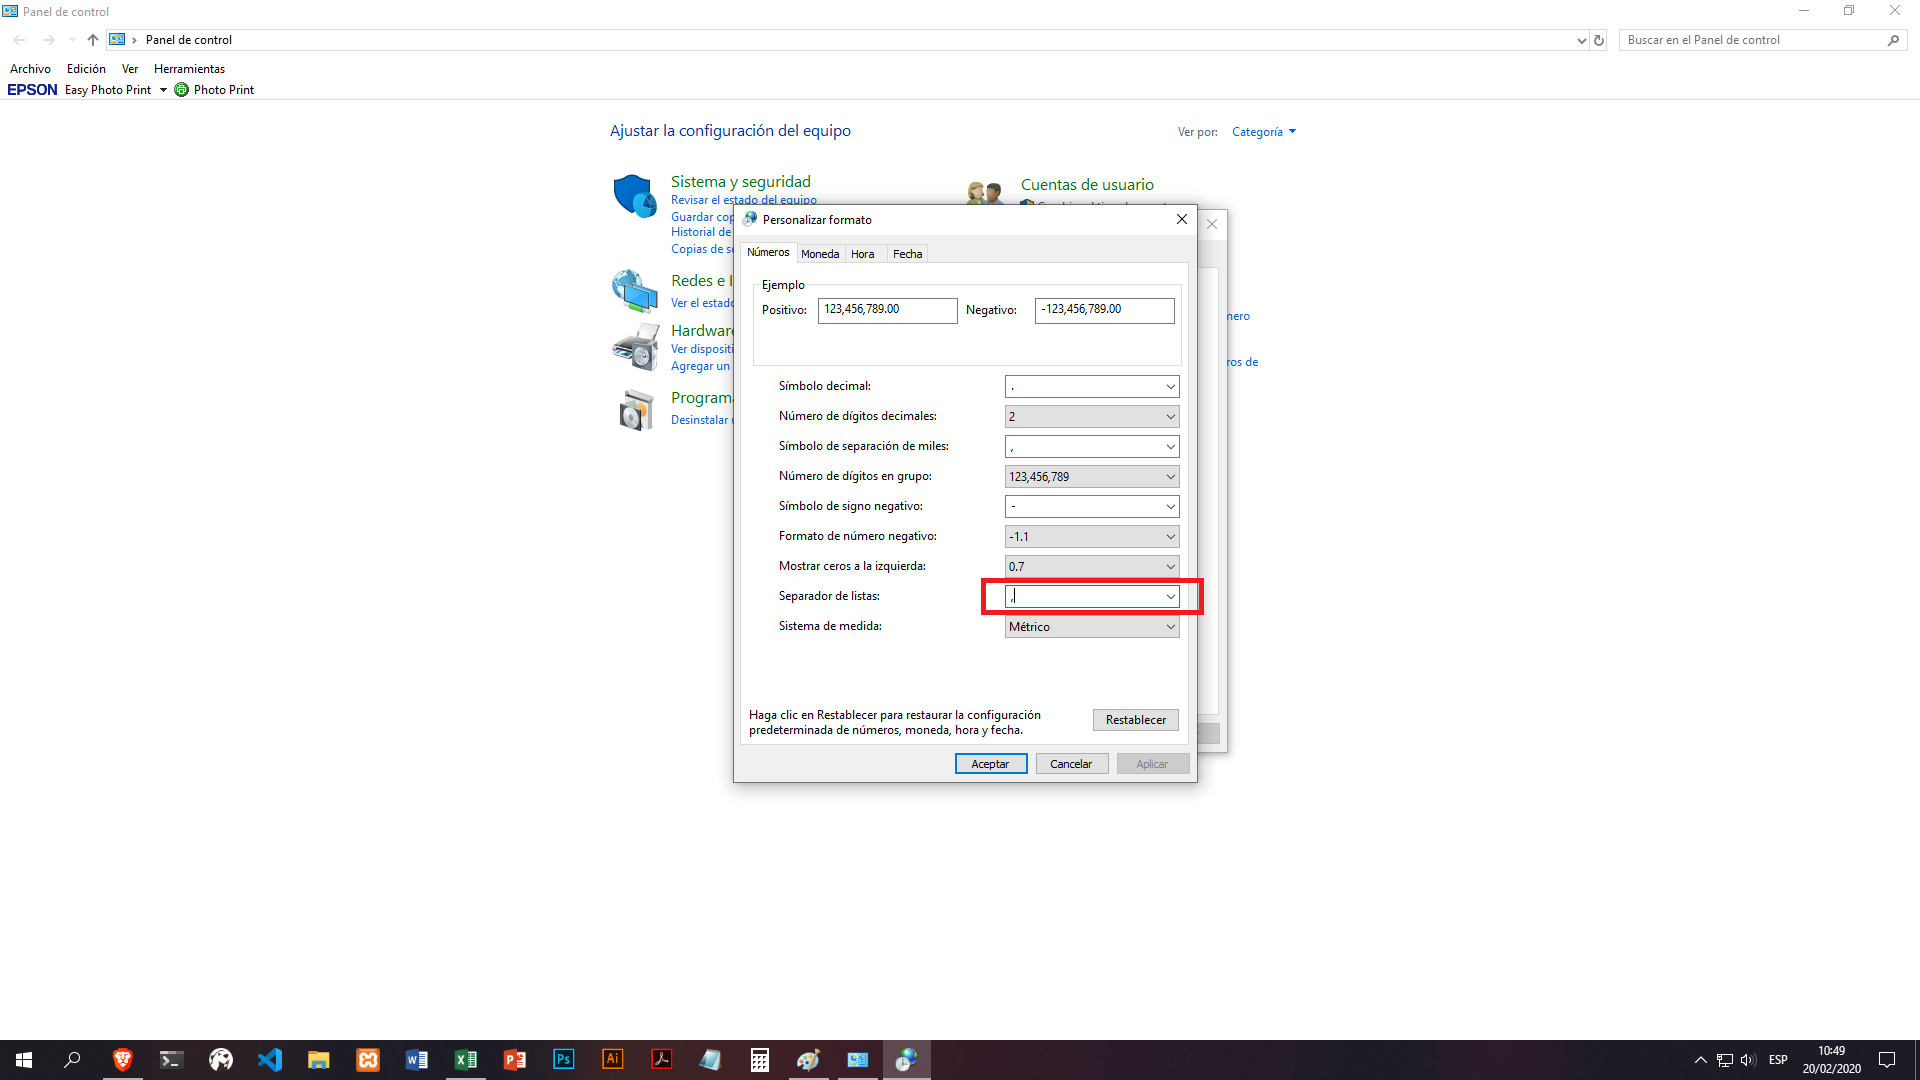 Panel de control
Panel de control
Buscar en el Panel de control
Archivo Edición Ver Herramientas
EPSON Easy Photo Print Photo Print
Ajustar la configuración del equipo
Ver por: Categoría
Sistema y seguridad
Revisar el estado del equipo
Guardar cop
Historial de
Copias de se
Redes e I
Ver el estado
Hardware
Ver dispositi
Agregar un
Programa
Desinstalar u
Cuentas de usuario
mero
ros de
Personalizar formato
Números Moneda Hora Fecha
Ejemplo
Positivo: 123,456,789.00 Negativo: -123,456,789.00
Símbolo decimal: .
Número de dígitos decimales: 2
Símbolo de separación de miles: ,
Número de dígitos en grupo: 123,456,789
Símbolo de signo negativo: -
Formato de número negativo: -1.1
Mostrar ceros a la izquierda: 0.7
Separador de listas: ,
Sistema de medida: Métrico
Haga clic en Restablecer para restaurar la configuración
predeterminada de números, moneda, hora y fecha.
Restablecer
Aceptar Cancelar Aplicar
Ps Ai
ESP
10:49
20/02/2020